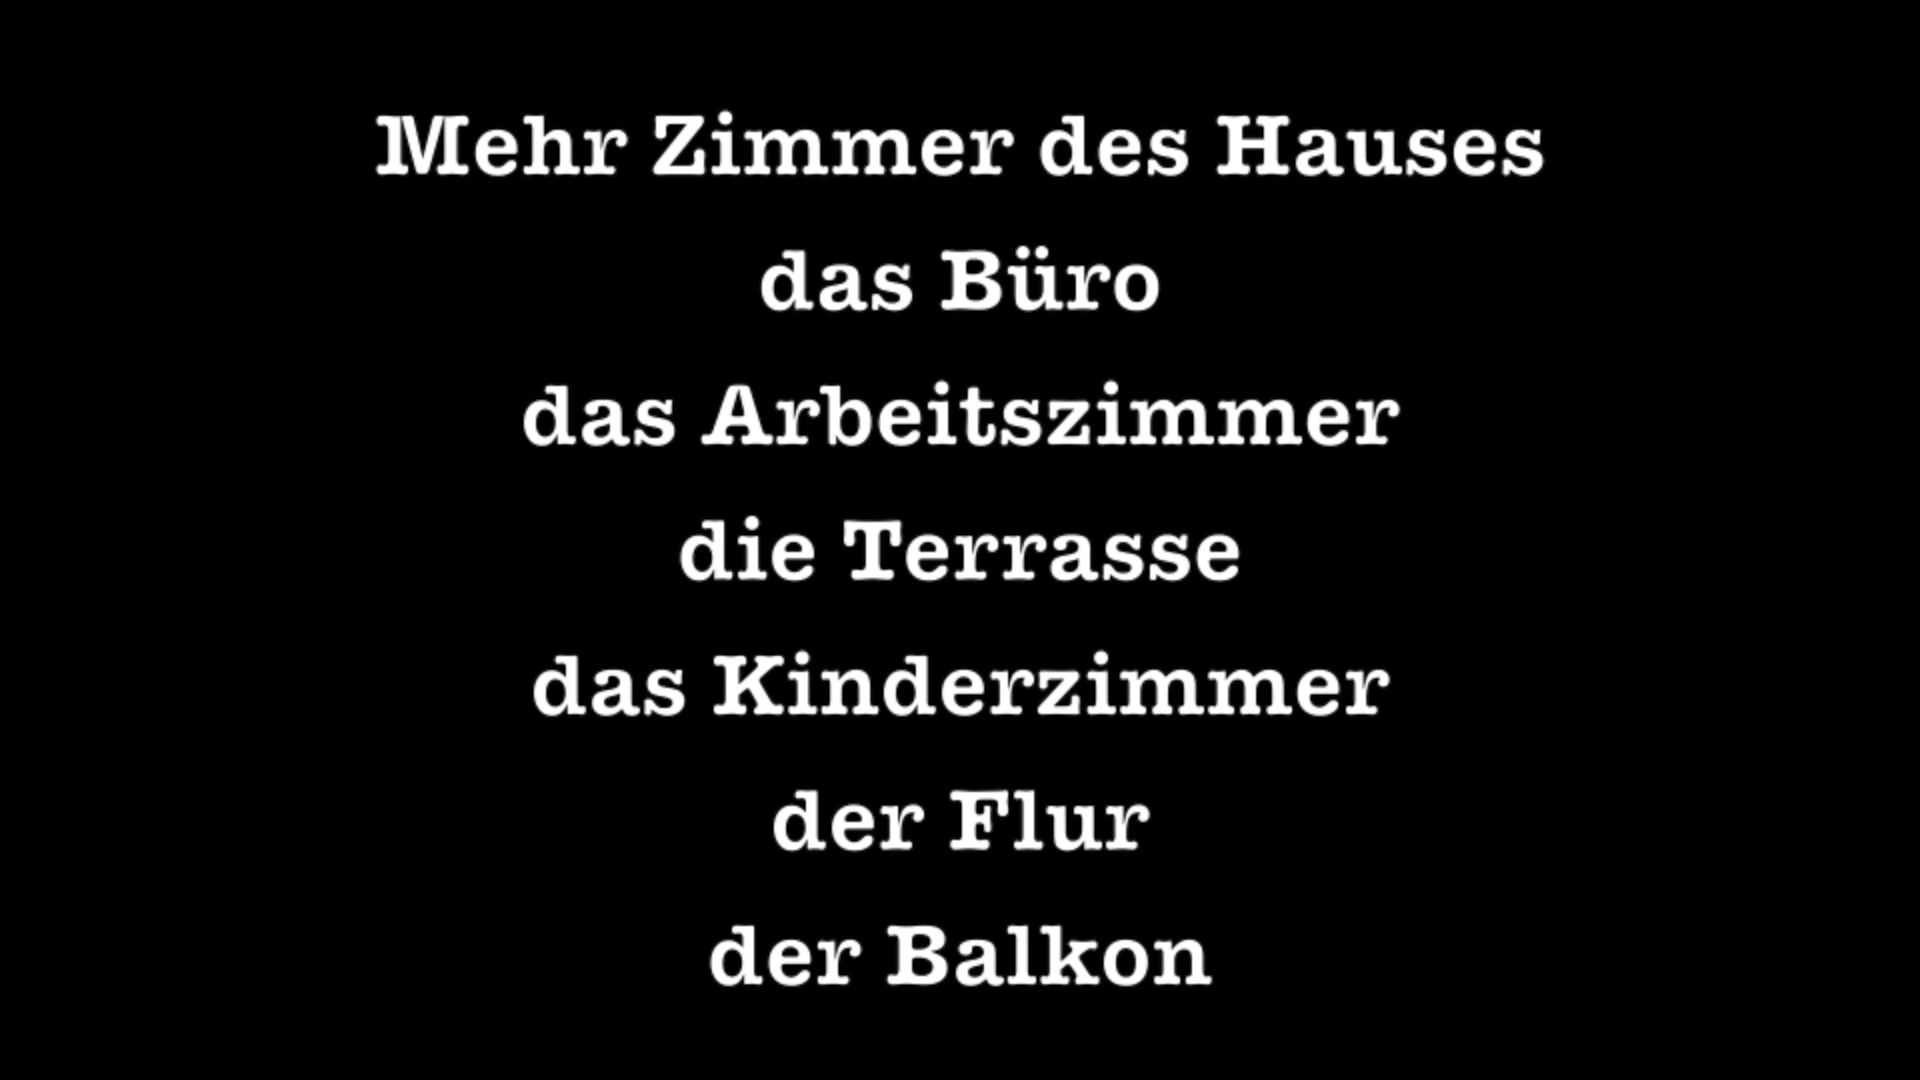 Mehr Zimmer des Hauses
das Büro
das Arbeitszimmer
die Terrasse
das Kinderzimmer
der Flur
der Balkon